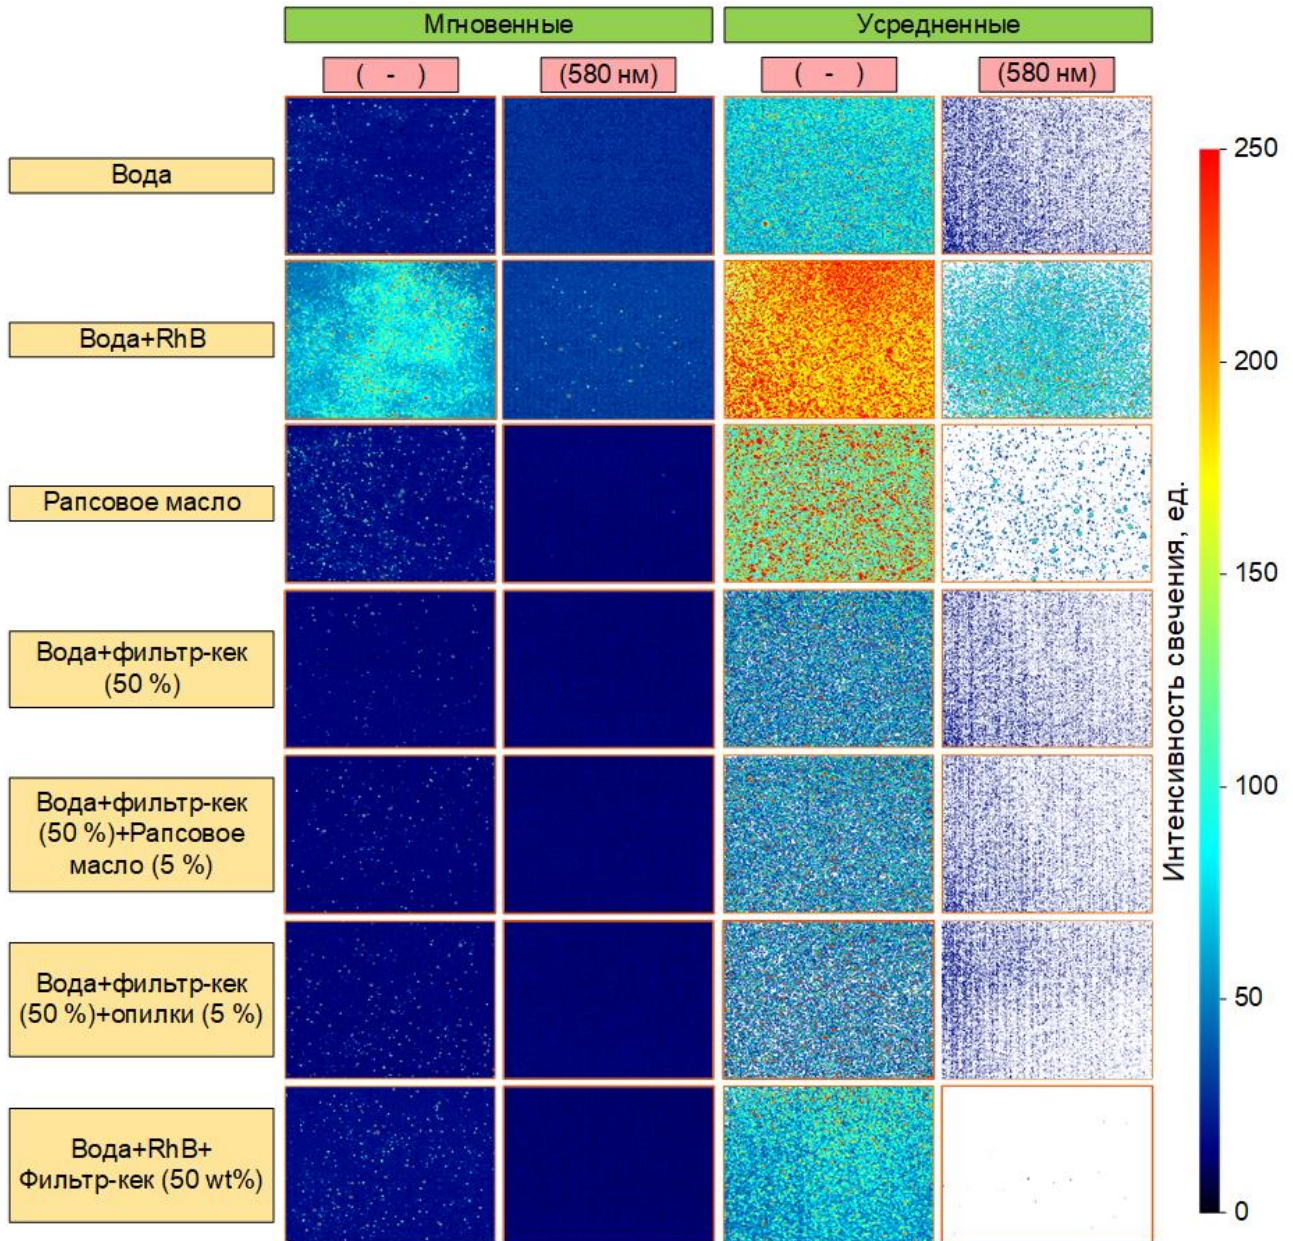 Мгновенные
Усредненные
( - )
(580 нм)
( - )
(580 нм)
Вода
Вода+RhB
Рапсовое масло
Вода+фильтр-кек
(50 %)
Вода+фильтр-кек
(50 %)+Рапсовое
масло (5 %)
Вода+фильтр-кек
(50 %)+опилки (5 %)
Вода+RhB+
Фильтр-кек (50 wt%)
250
200
150
100
50
0
Интенсивность свечения, ед.